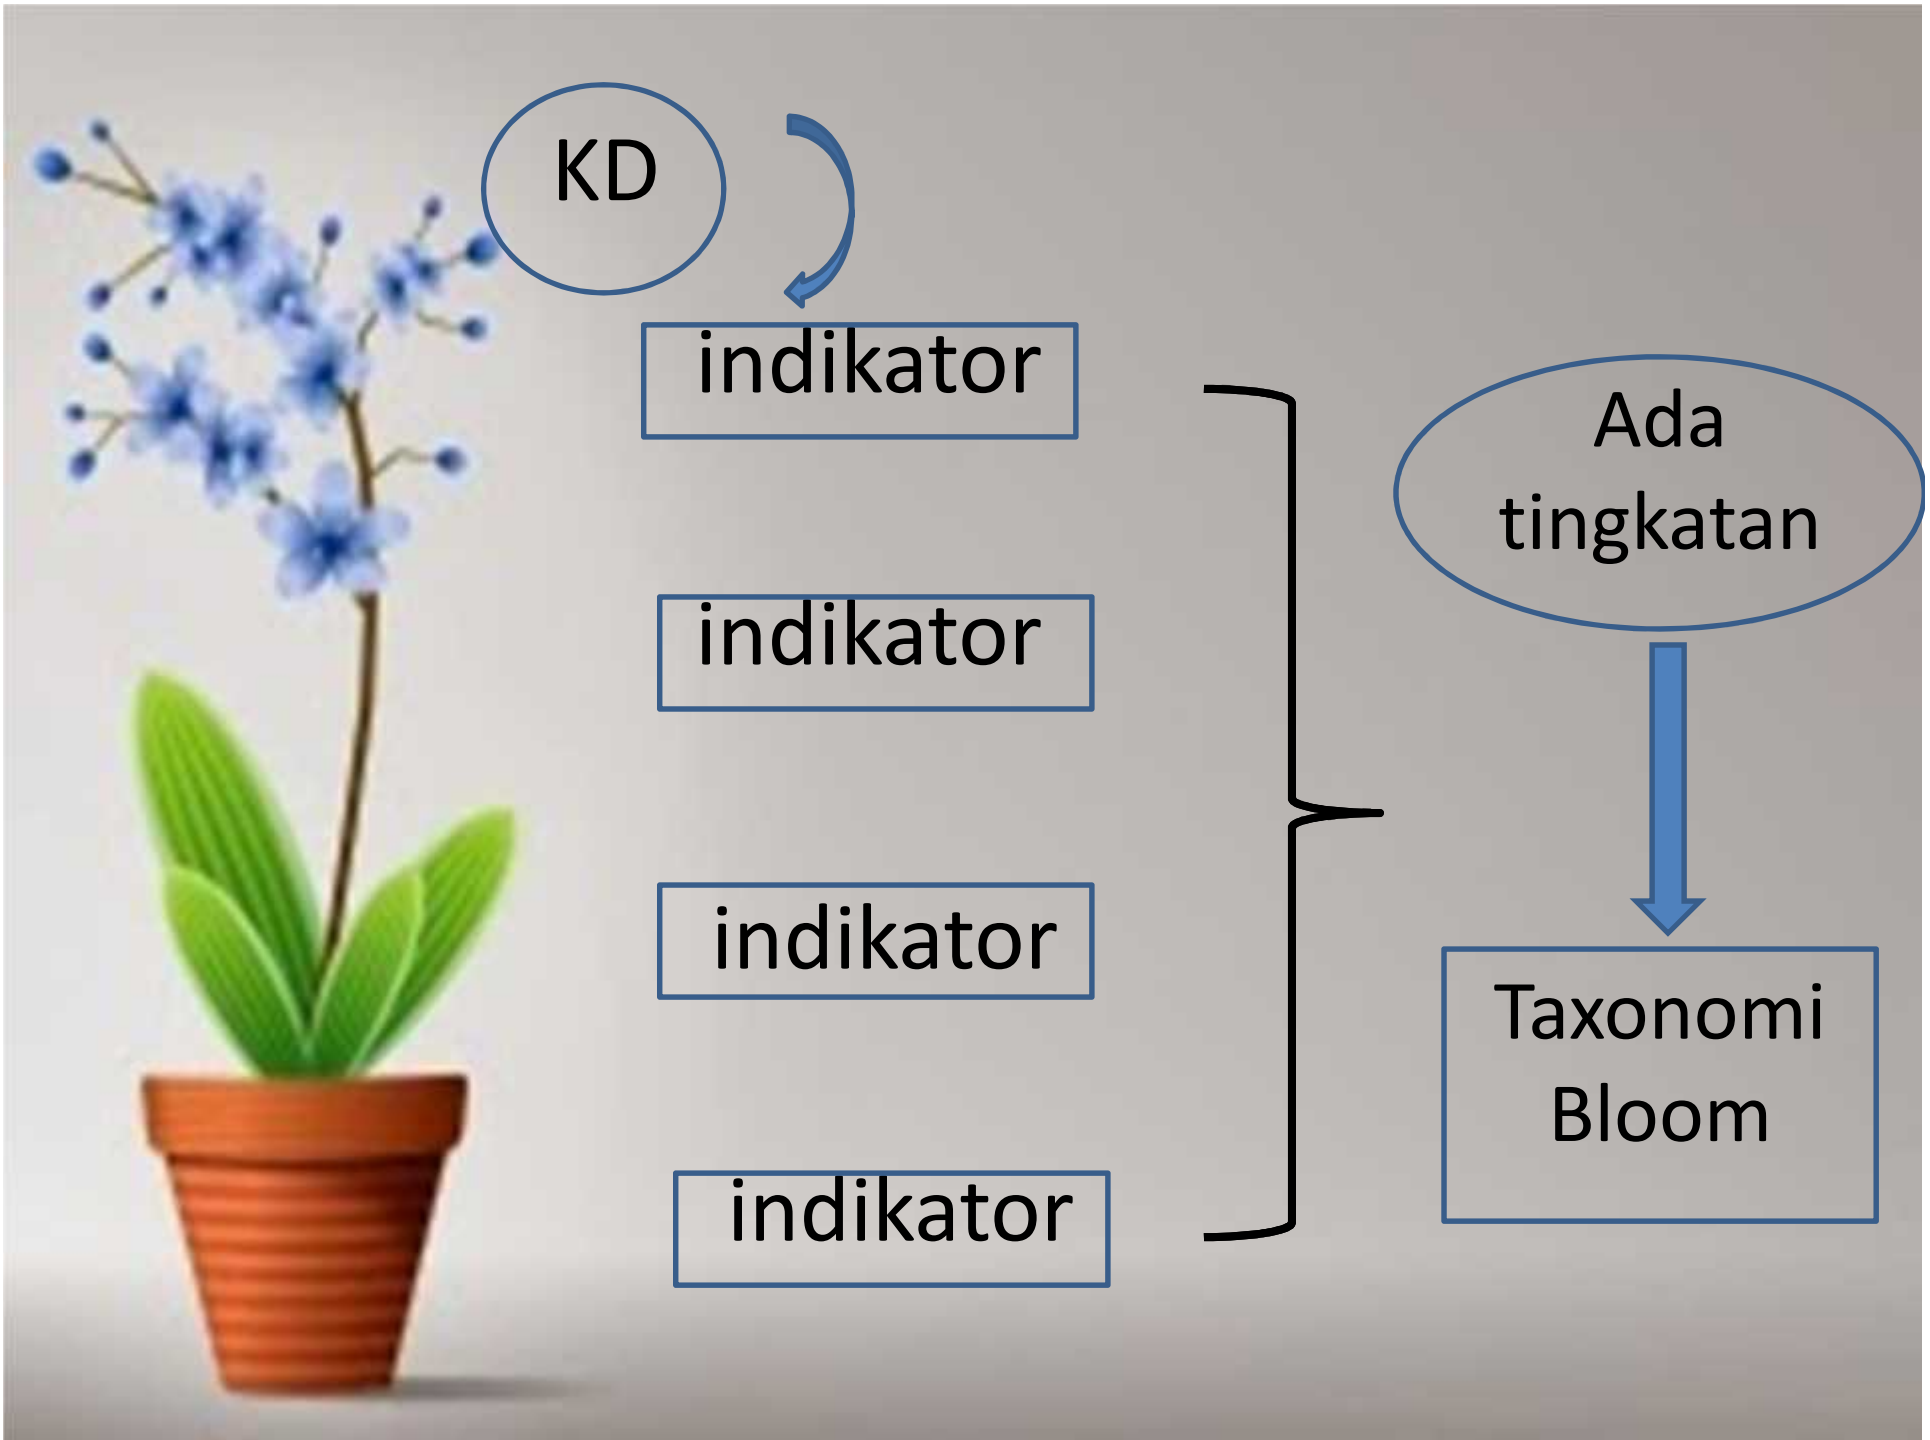 KD
indikator
indikator
indikator
indikator
Ada
tingkatan
Taxonomi
Bloom